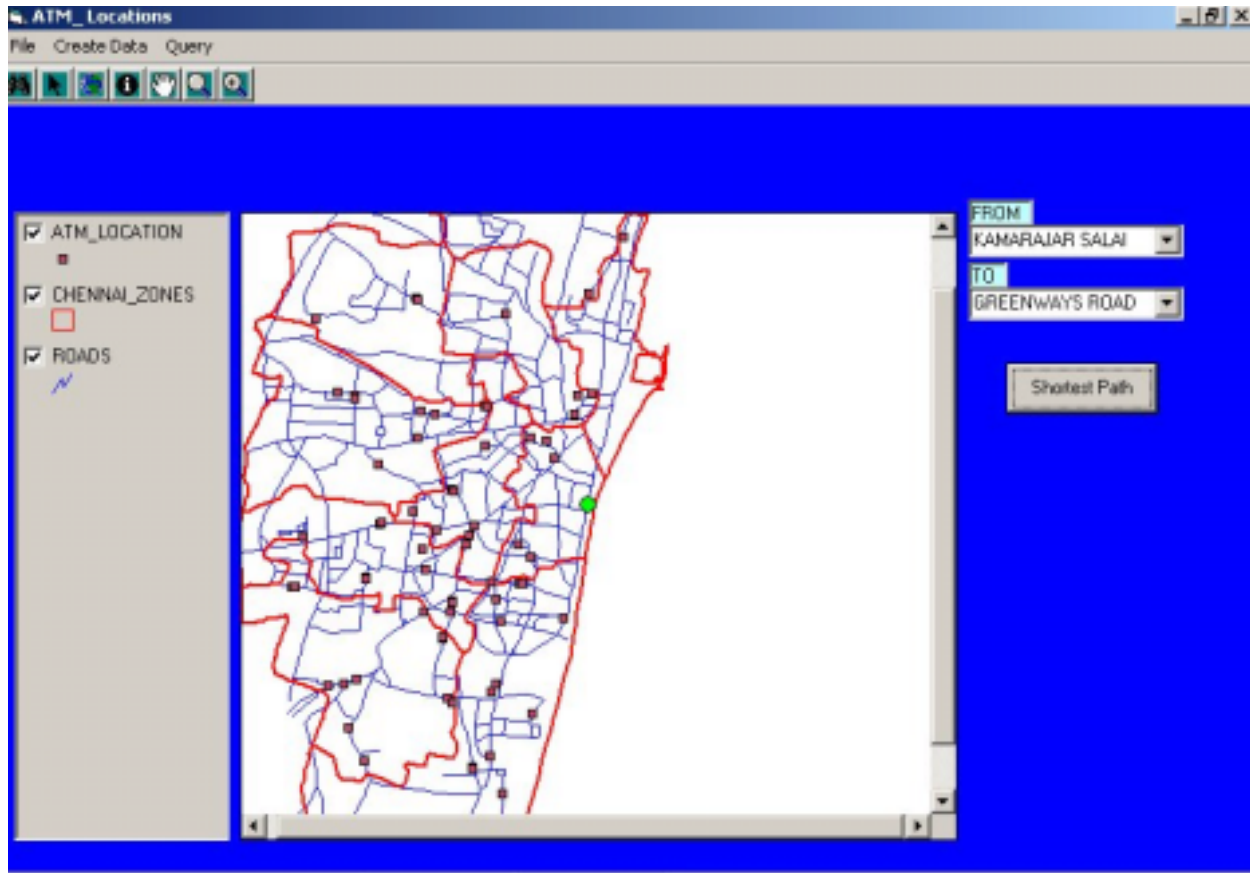 ATM_Locations
File Create Data Query
ATM_LOCATION
CHENNAI_ZONES
ROADS
FROM
KAMARAJAR SALAI
TO
GREENWAYS ROAD
Shortest Path